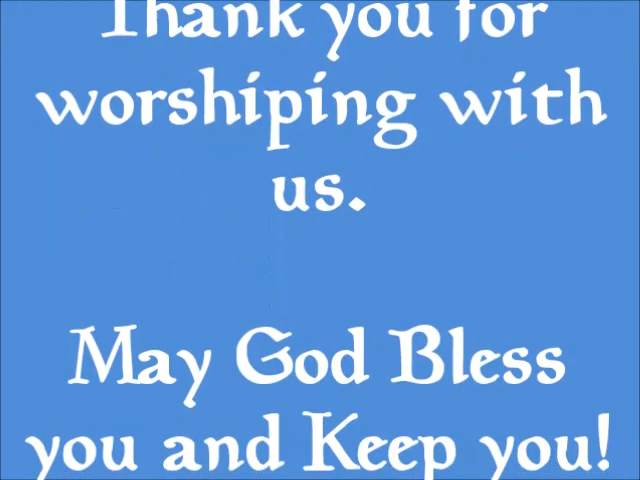 Thank you for
worshiping with
us.
May God Bless
you and Keep you!